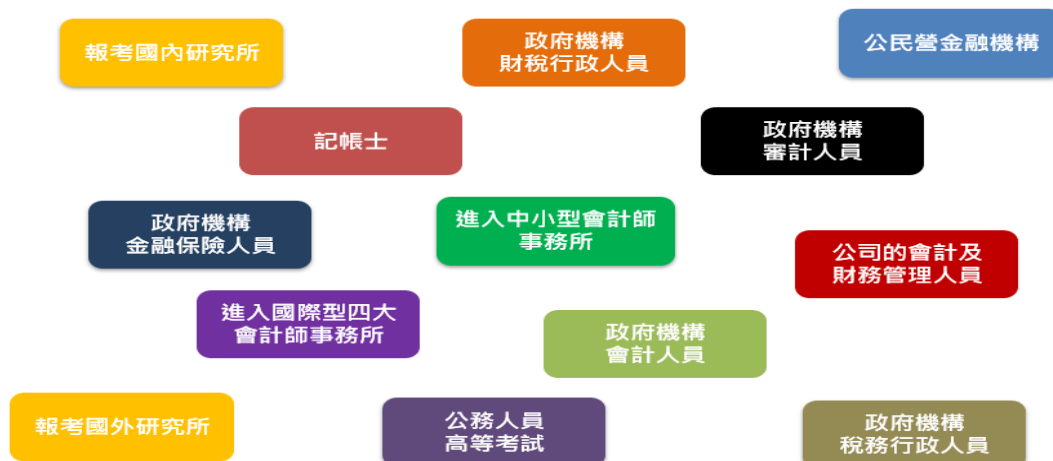 報考國內研究所
政府機構
財稅行政人員
公民營金融機構
記帳士
政府機構
審計人員
政府機構
金融保險人員
進入中小型會計師
事務所
公司的會計及
財務管理人員
進入國際型四大
會計師事務所
政府機構
會計人員
報考國外研究所
公務人員
高等考試
政府機構
稅務行政人員